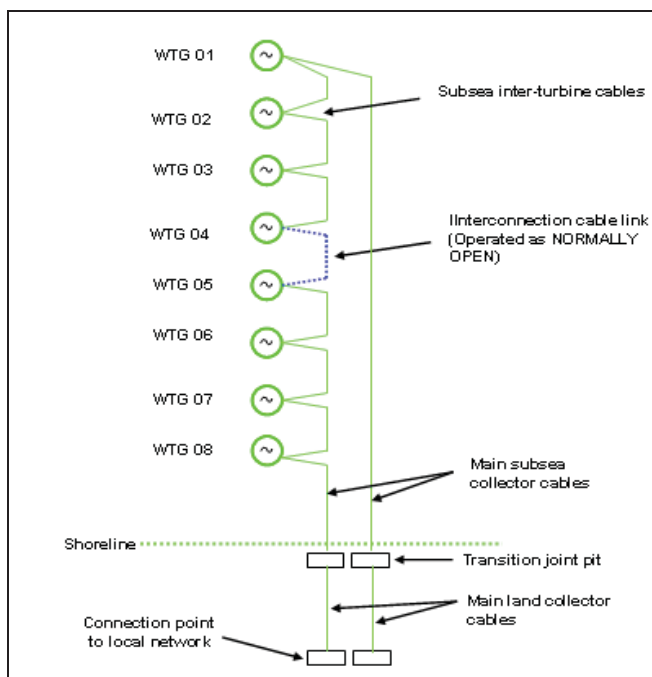 WTG 01
Subsea inter-turbine cables
WTG 02
WTG 03
IInterconnection cable link
(Operated as NORMALLY
OPEN)
WTG 04
WTG 05
WTG 06
WTG 07
WTG 08
Main subsea
collector cables
Shoreline
Transition joint pit
Main land collector
cables
Connection point
to local network